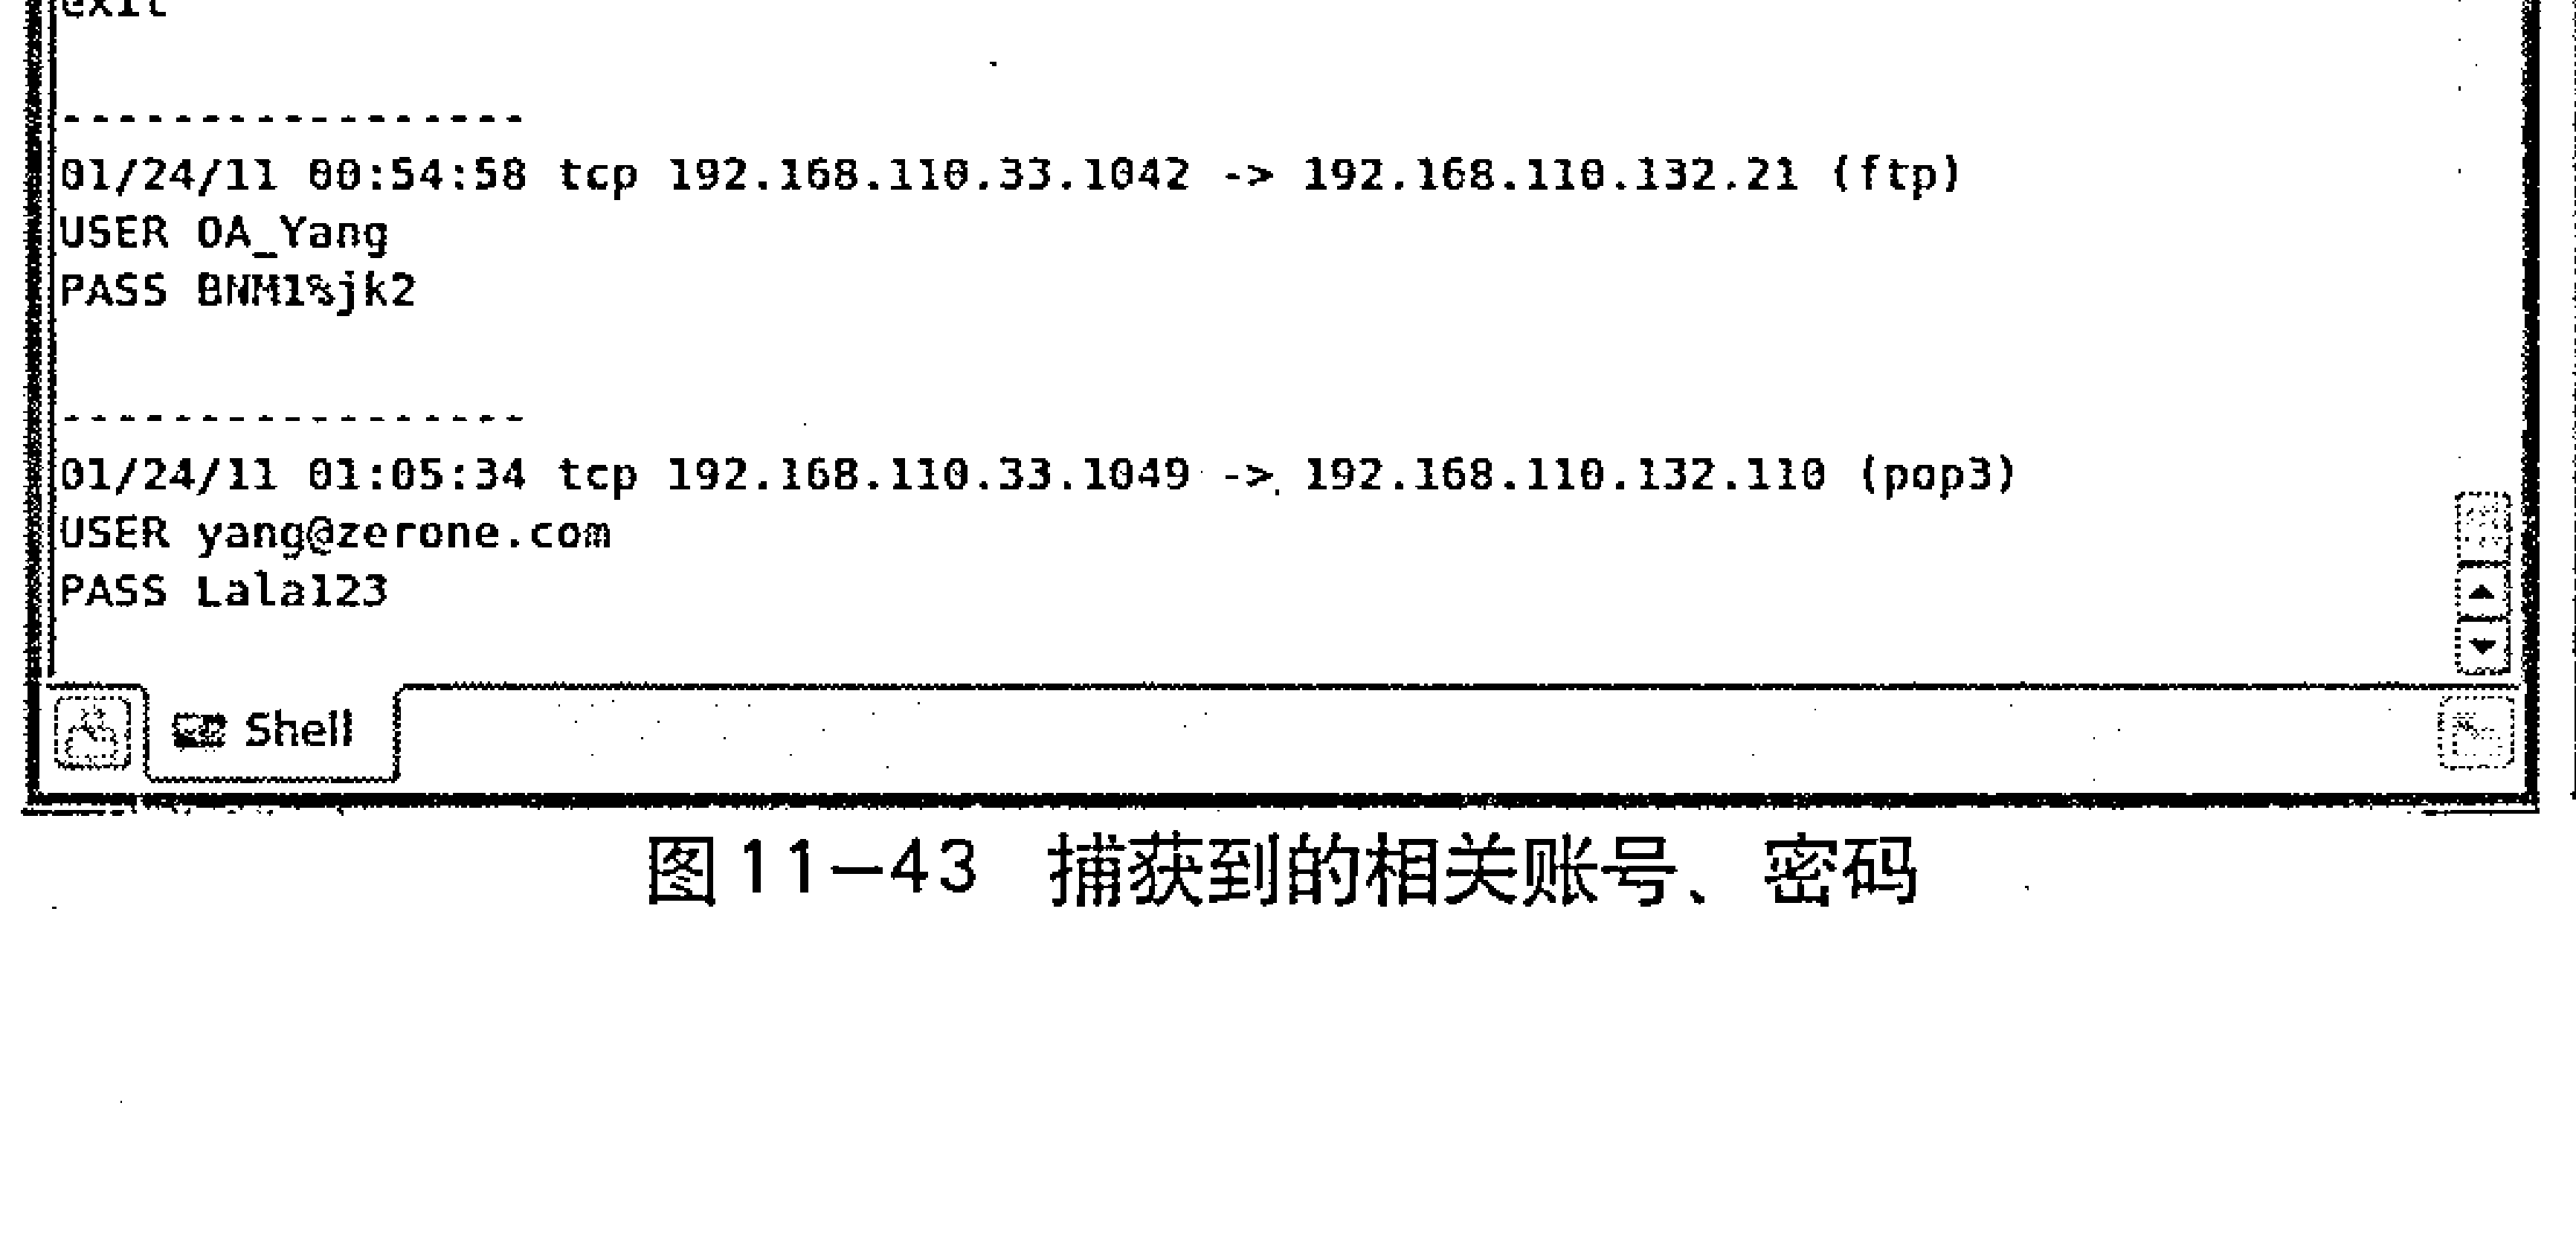 exit
-----------------
01/24/11 00:54:58 tcp 192.168.110.33.1042 -> 192.168.110.132.21 (ftp)
USER OA_Yang
PASS BNM1%jk2
-----------------
01/24/11 01:05:34 tcp 192.168.110.33.1049 -> 192.168.110.132.110 (pop3)
USER yang@zerone.com
PASS Lala123
Shell
图 11-43 捕获到的相关账号、密码